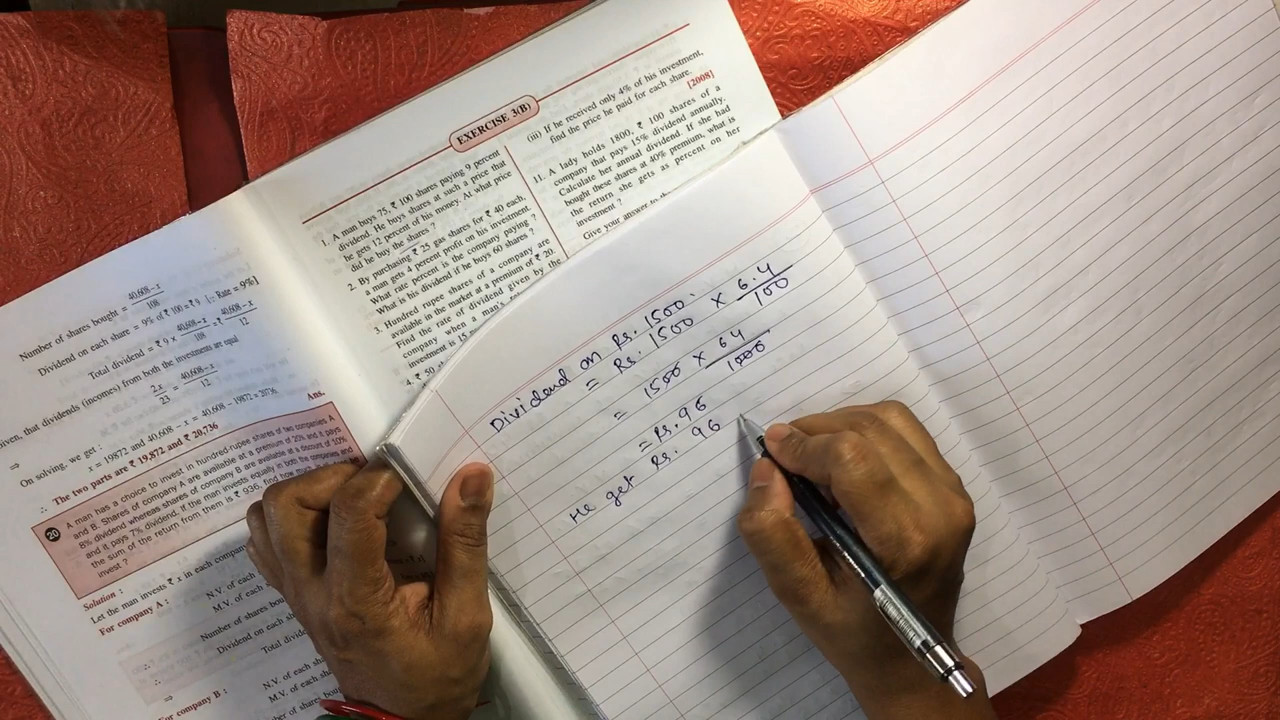 Number of shares bought = 40,608–x / 108
Dividend on each share = 9% of ₹ 100 = ₹ 9 [∵ Rate = 9%]
Total dividend = ₹ 9 × 40,608–x / 108 = ₹ 40,608–x / 12
Given, that dividends (incomes) from both the investments are equal
⇒ 2x / 23 = 40,608–x / 12
On solving, we get :
x = 19872 and 40,608 – x = 40,608 – 19872 = 20736
∴ The two parts are ₹ 19,872 and ₹ 20,736
Ans.
20 A man has a choice to invest in hundred-rupee shares of two companies A
and B. Shares of company A are available at a premium of 20% and it pays
8% dividend whereas shares of company B are available at a discount of 10%
and it pays 7% dividend. If the man invests equally in both the companies and
the sum of the return from them is ₹ 936, find how much
invest ?
Solution :
Let the man invests ₹ x in each company
For company A :
N.V. of each
M.V. of each
∴ Number of shares
Dividend on each
∴ Total
⇒
For company B :
N.V. of each
M.V. of each
EXERCISE 3(B)
1. A man buys 75, ₹ 100 shares paying 9 percent
dividend. He buys shares at such a price that
he gets 12 percent of his money. At what price
did he buy the shares ?
2. By purchasing ₹ 25 gas shares for ₹ 40 each,
a man gets 4 percent profit on his investment.
What rate percent is the company paying ?
What is his dividend if he buys 60 shares ?
3. Hundred rupee shares of a company are
available in the market at a premium of ₹ 20.
Find the rate of dividend given by the
company when a man's
investment is 15
4. ₹ 50
(iii) If he received only 4% of his investment,
find the price he paid for each share.
[2008]
11. A lady holds 1800, ₹ 100 shares of a
company that pays 15% dividend annually.
Calculate her annual dividend. If she had
bought these shares at 40% premium, what is
the return she gets as percent on her
investment ?
Give your answer to the
Dividend on Rs. 1500.
= Rs. 1500 × 6.4 / 100
= 1500 × 64 / 1000
= Rs. 96
He get Rs. 96